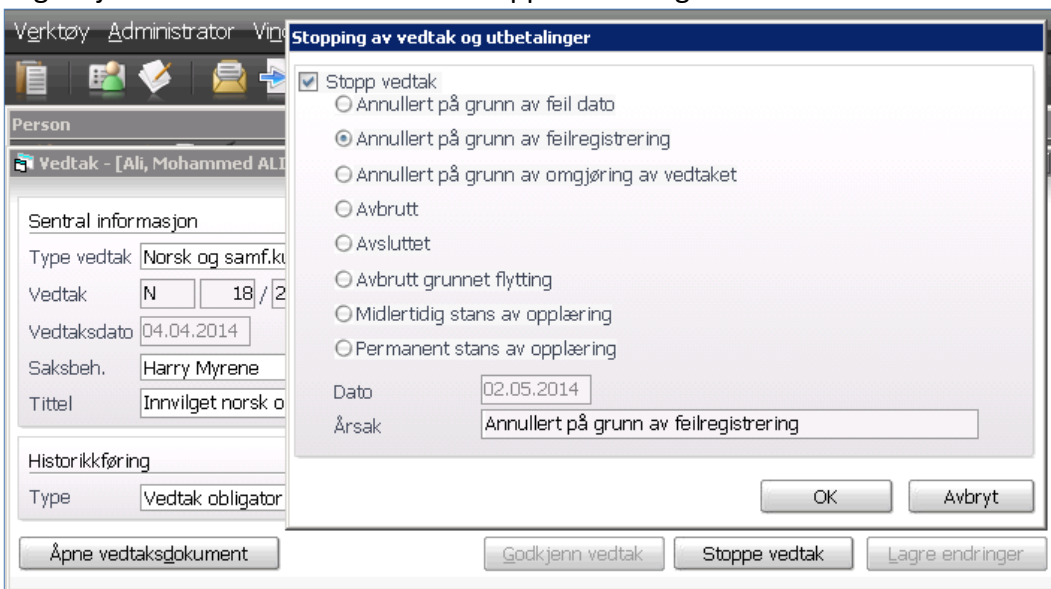 Verktøy Administrator
Stopping av vedtak og utbetalinger
Stopp vedtak
Annullert på grunn av feil dato
Annullert på grunn av feilregistrering
Annullert på grunn av omgjøring av vedtaket
Avbrutt
Avsluttet
Avbrutt grunnet flytting
Midlertidig stans av opplæring
Permanent stans av opplæring
Dato 02.05.2014
Årsak Annullert på grunn av feilregistrering
OK Avbryt
Person
Vedtak - [Ali, Mohammed ALI
Sentral informasjon
Type vedtak Norsk og samf.ku
Vedtak N 18 / 2
Vedtaksdato 04.04.2014
Saksbeh. Harry Myrene
Tittel Innvilget norsk o
Historikkføring
Type Vedtak obligator
Åpne vedtaksdokument Godkjenn vedtak Stoppe vedtak Lagre endringer